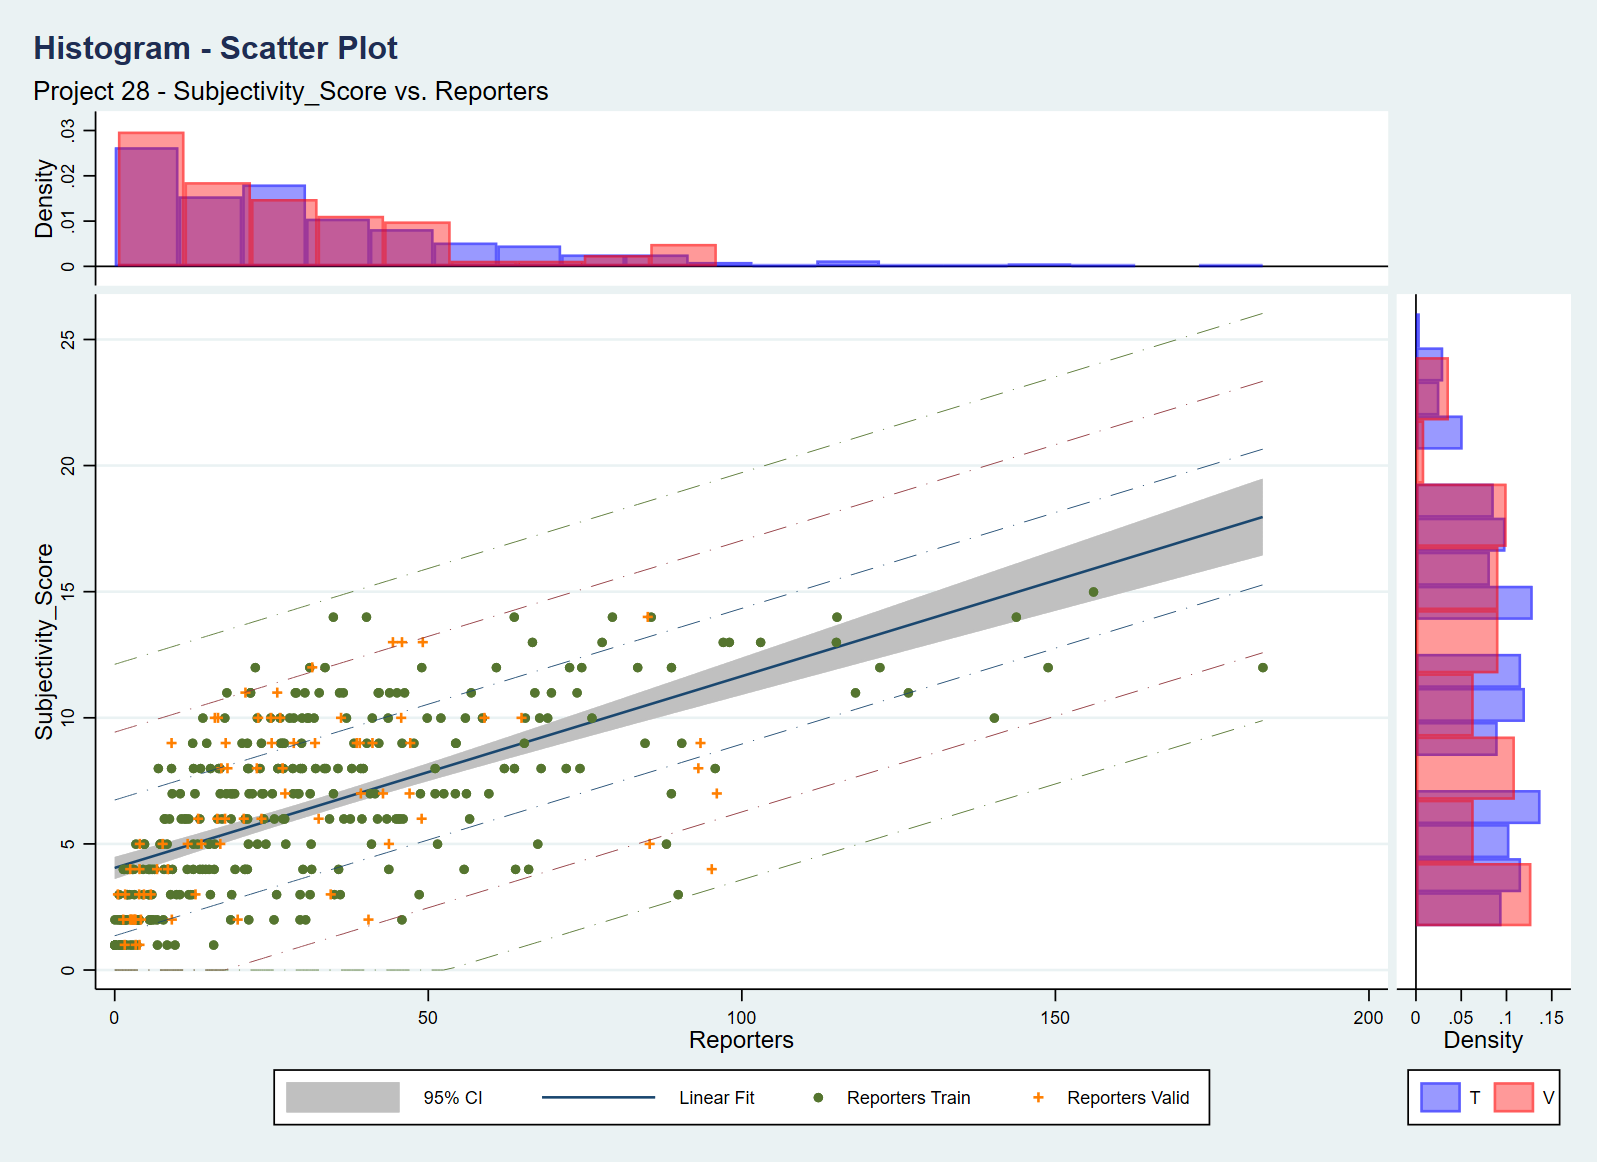 Histogram - Scatter Plot
Project 28 - Subjectivity_Score vs. Reporters
Density
.03
.02
.01
0
Subjectivity_Score
25
20
15
10
5
0
0 50 100 150 200
Reporters
0 .05 .1 .15
Density
95% CI Linear Fit Reporters Train Reporters Valid
T V